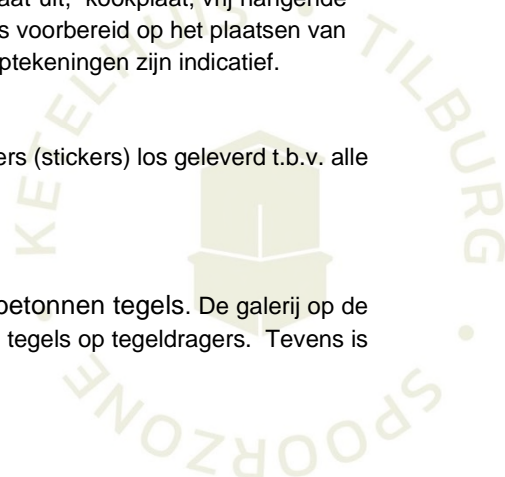 uit, kookplaat, vrij hangende
s voorbereid op het plaatsen van
ptekeningen zijn indicatief.
ers (stickers) los geleverd t.b.v. alle
betonnen tegels. De galerij op de
tegels op tegeldragers. Tevens is
KETELHUIS • TILBURG • SPOORZONE •